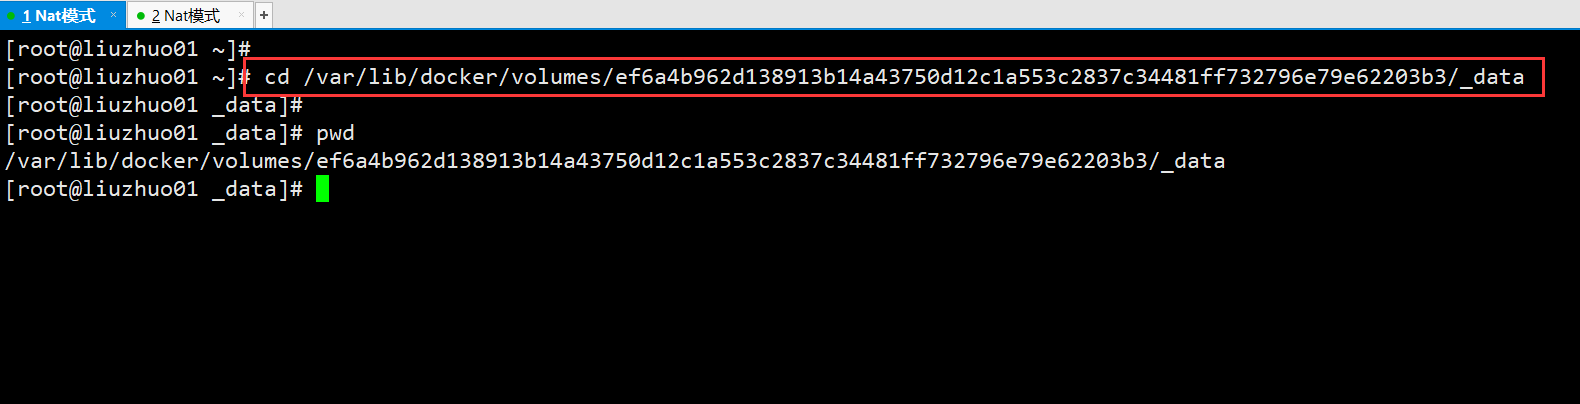 1 Nat模式 × 2 Nat模式 × +
[root@liuzhuo01 ~]#
[root@liuzhuo01 ~]# cd /var/lib/docker/volumes/ef6a4b962d138913b14a43750d12c1a553c2837c34481ff732796e79e62203b3/_data
[root@liuzhuo01 _data]#
[root@liuzhuo01 _data]# pwd
/var/lib/docker/volumes/ef6a4b962d138913b14a43750d12c1a553c2837c34481ff732796e79e62203b3/_data
[root@liuzhuo01 _data]#